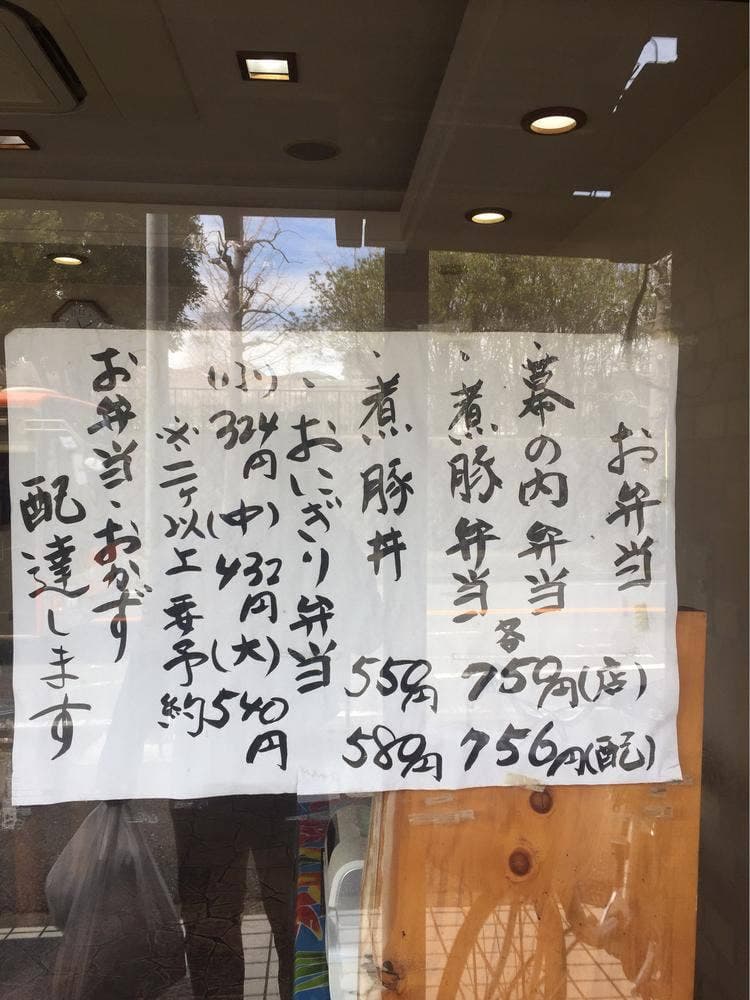 お弁当
・幕の内弁当
・煮豚弁当
各
750円(店)
756円(配)
・煮豚丼
550円
580円
・おにぎり弁当
(小)324円(中)432円(大)540円
※二ヶ以上要予約
お弁当・おかず
配達します